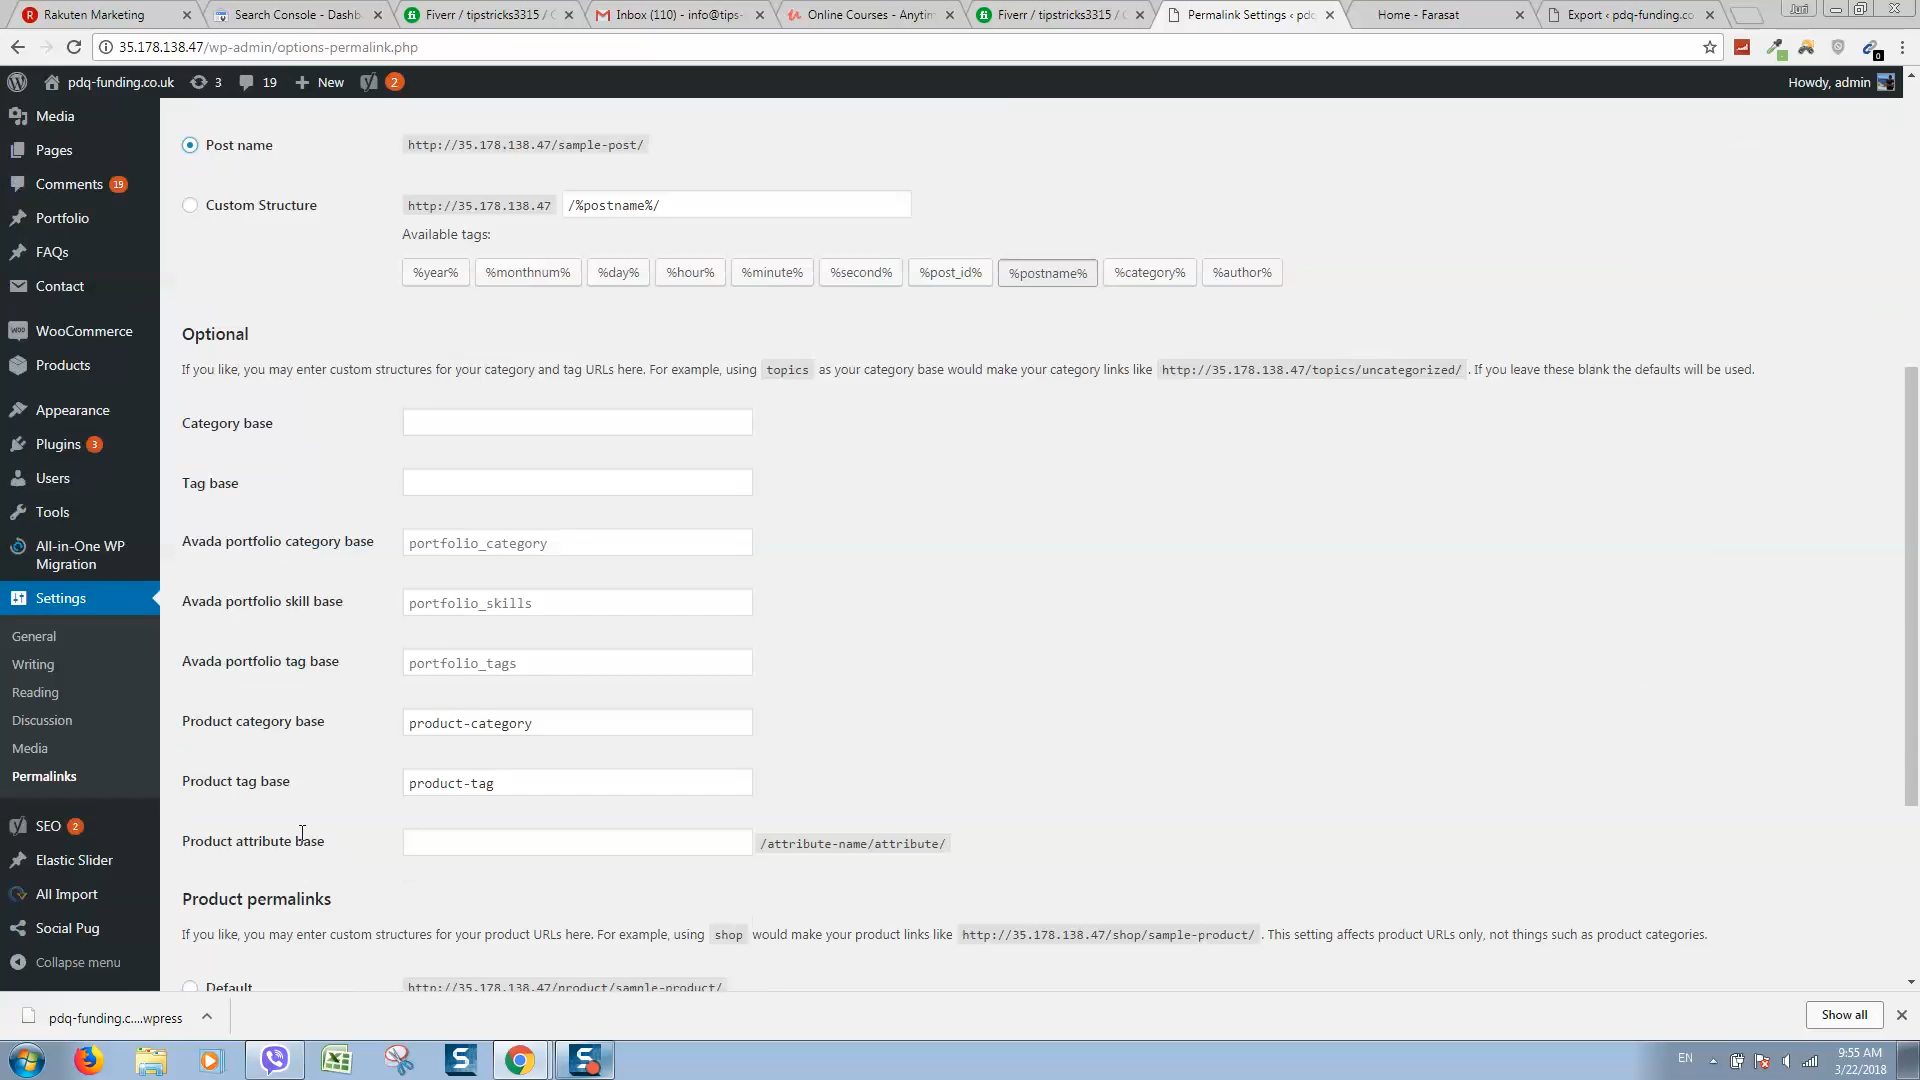 Rakuten Marketing
Search Console - Dashb
Fiverr / tipstricks3315 / C
Inbox (110) - info@tips-
Online Courses - Anytim
Fiverr / tipstricks3315 / C
Permalink Settings ‹ pdc
Home - Farasat
Export ‹ pdq-funding.co
Juri
35.178.138.47/wp-admin/options-permalink.php
0
pdq-funding.co.uk
3
19
New
2
Howdy, admin
Media
Pages
Comments 19
Portfolio
FAQs
Contact
WooCommerce
Products
Appearance
Plugins 3
Users
Tools
All-in-One WP
Migration
Settings
General
Writing
Reading
Discussion
Media
Permalinks
SEO 2
Elastic Slider
All Import
Social Pug
Collapse menu
Post name
http://35.178.138.47/sample-post/
Custom Structure
http://35.178.138.47
/%postname%/
Available tags:
%year%
%monthnum%
%day%
%hour%
%minute%
%second%
%post_id%
%postname%
%category%
%author%
Optional
If you like, you may enter custom structures for your category and tag URLs here. For example, using topics as your category base would make your category links like http://35.178.138.47/topics/uncategorized/ . If you leave these blank the defaults will be used.
Category base
Tag base
Avada portfolio category base
portfolio_category
Avada portfolio skill base
portfolio_skills
Avada portfolio tag base
portfolio_tags
Product category base
product-category
Product tag base
product-tag
Product attribute base
/attribute-name/attribute/
Product permalinks
If you like, you may enter custom structures for your product URLs here. For example, using shop would make your product links like http://35.178.138.47/shop/sample-product/ . This setting affects product URLs only, not things such as product categories.
Default
http://35.178.138.47/product/sample-product/
pdq-funding.c....wpress
Show all
EN
9:55 AM
3/22/2018